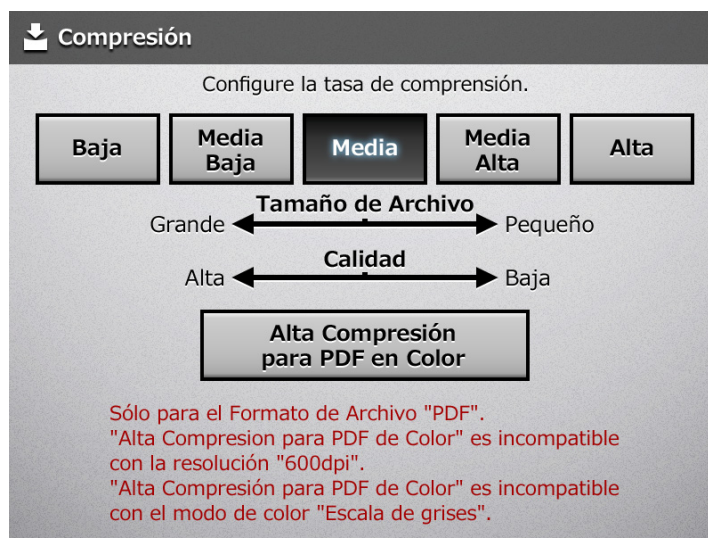 Compresión
Configure la tasa de comprensión.
Baja
Media
Baja
Media
Media
Alta
Alta
Tamaño de Archivo
Grande
Pequeño
Calidad
Alta
Baja
Alta Compresión
para PDF en Color
Sólo para el Formato de Archivo "PDF".
"Alta Compresion para PDF de Color" es incompatible
con la resolución "600dpi".
"Alta Compresión para PDF de Color" es incompatible
con el modo de color "Escala de grises".